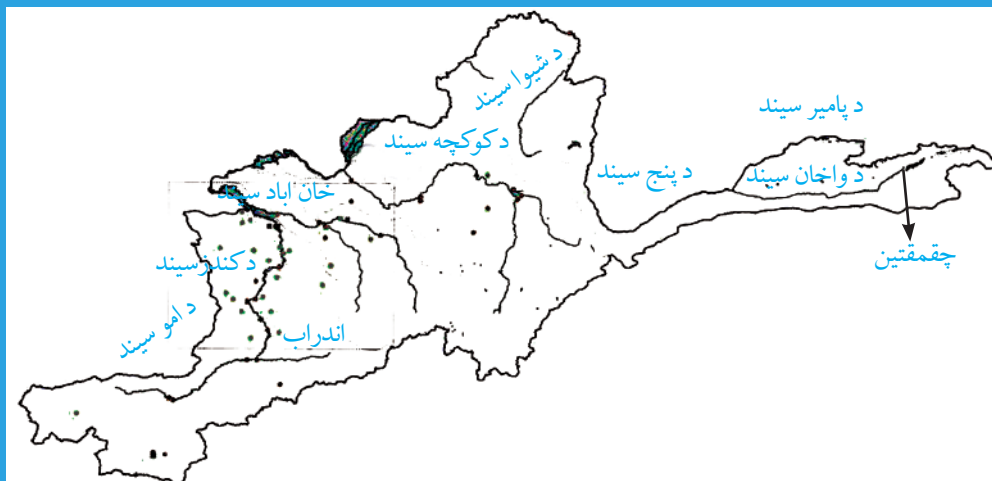 د شیوا سیند
د پامیر سیند
د کوکچه سیند
د پنج سیند
د واخان سیند
خان اباد سیند
چقمقتین
د کندز سیند
د امو سیند
اندراب